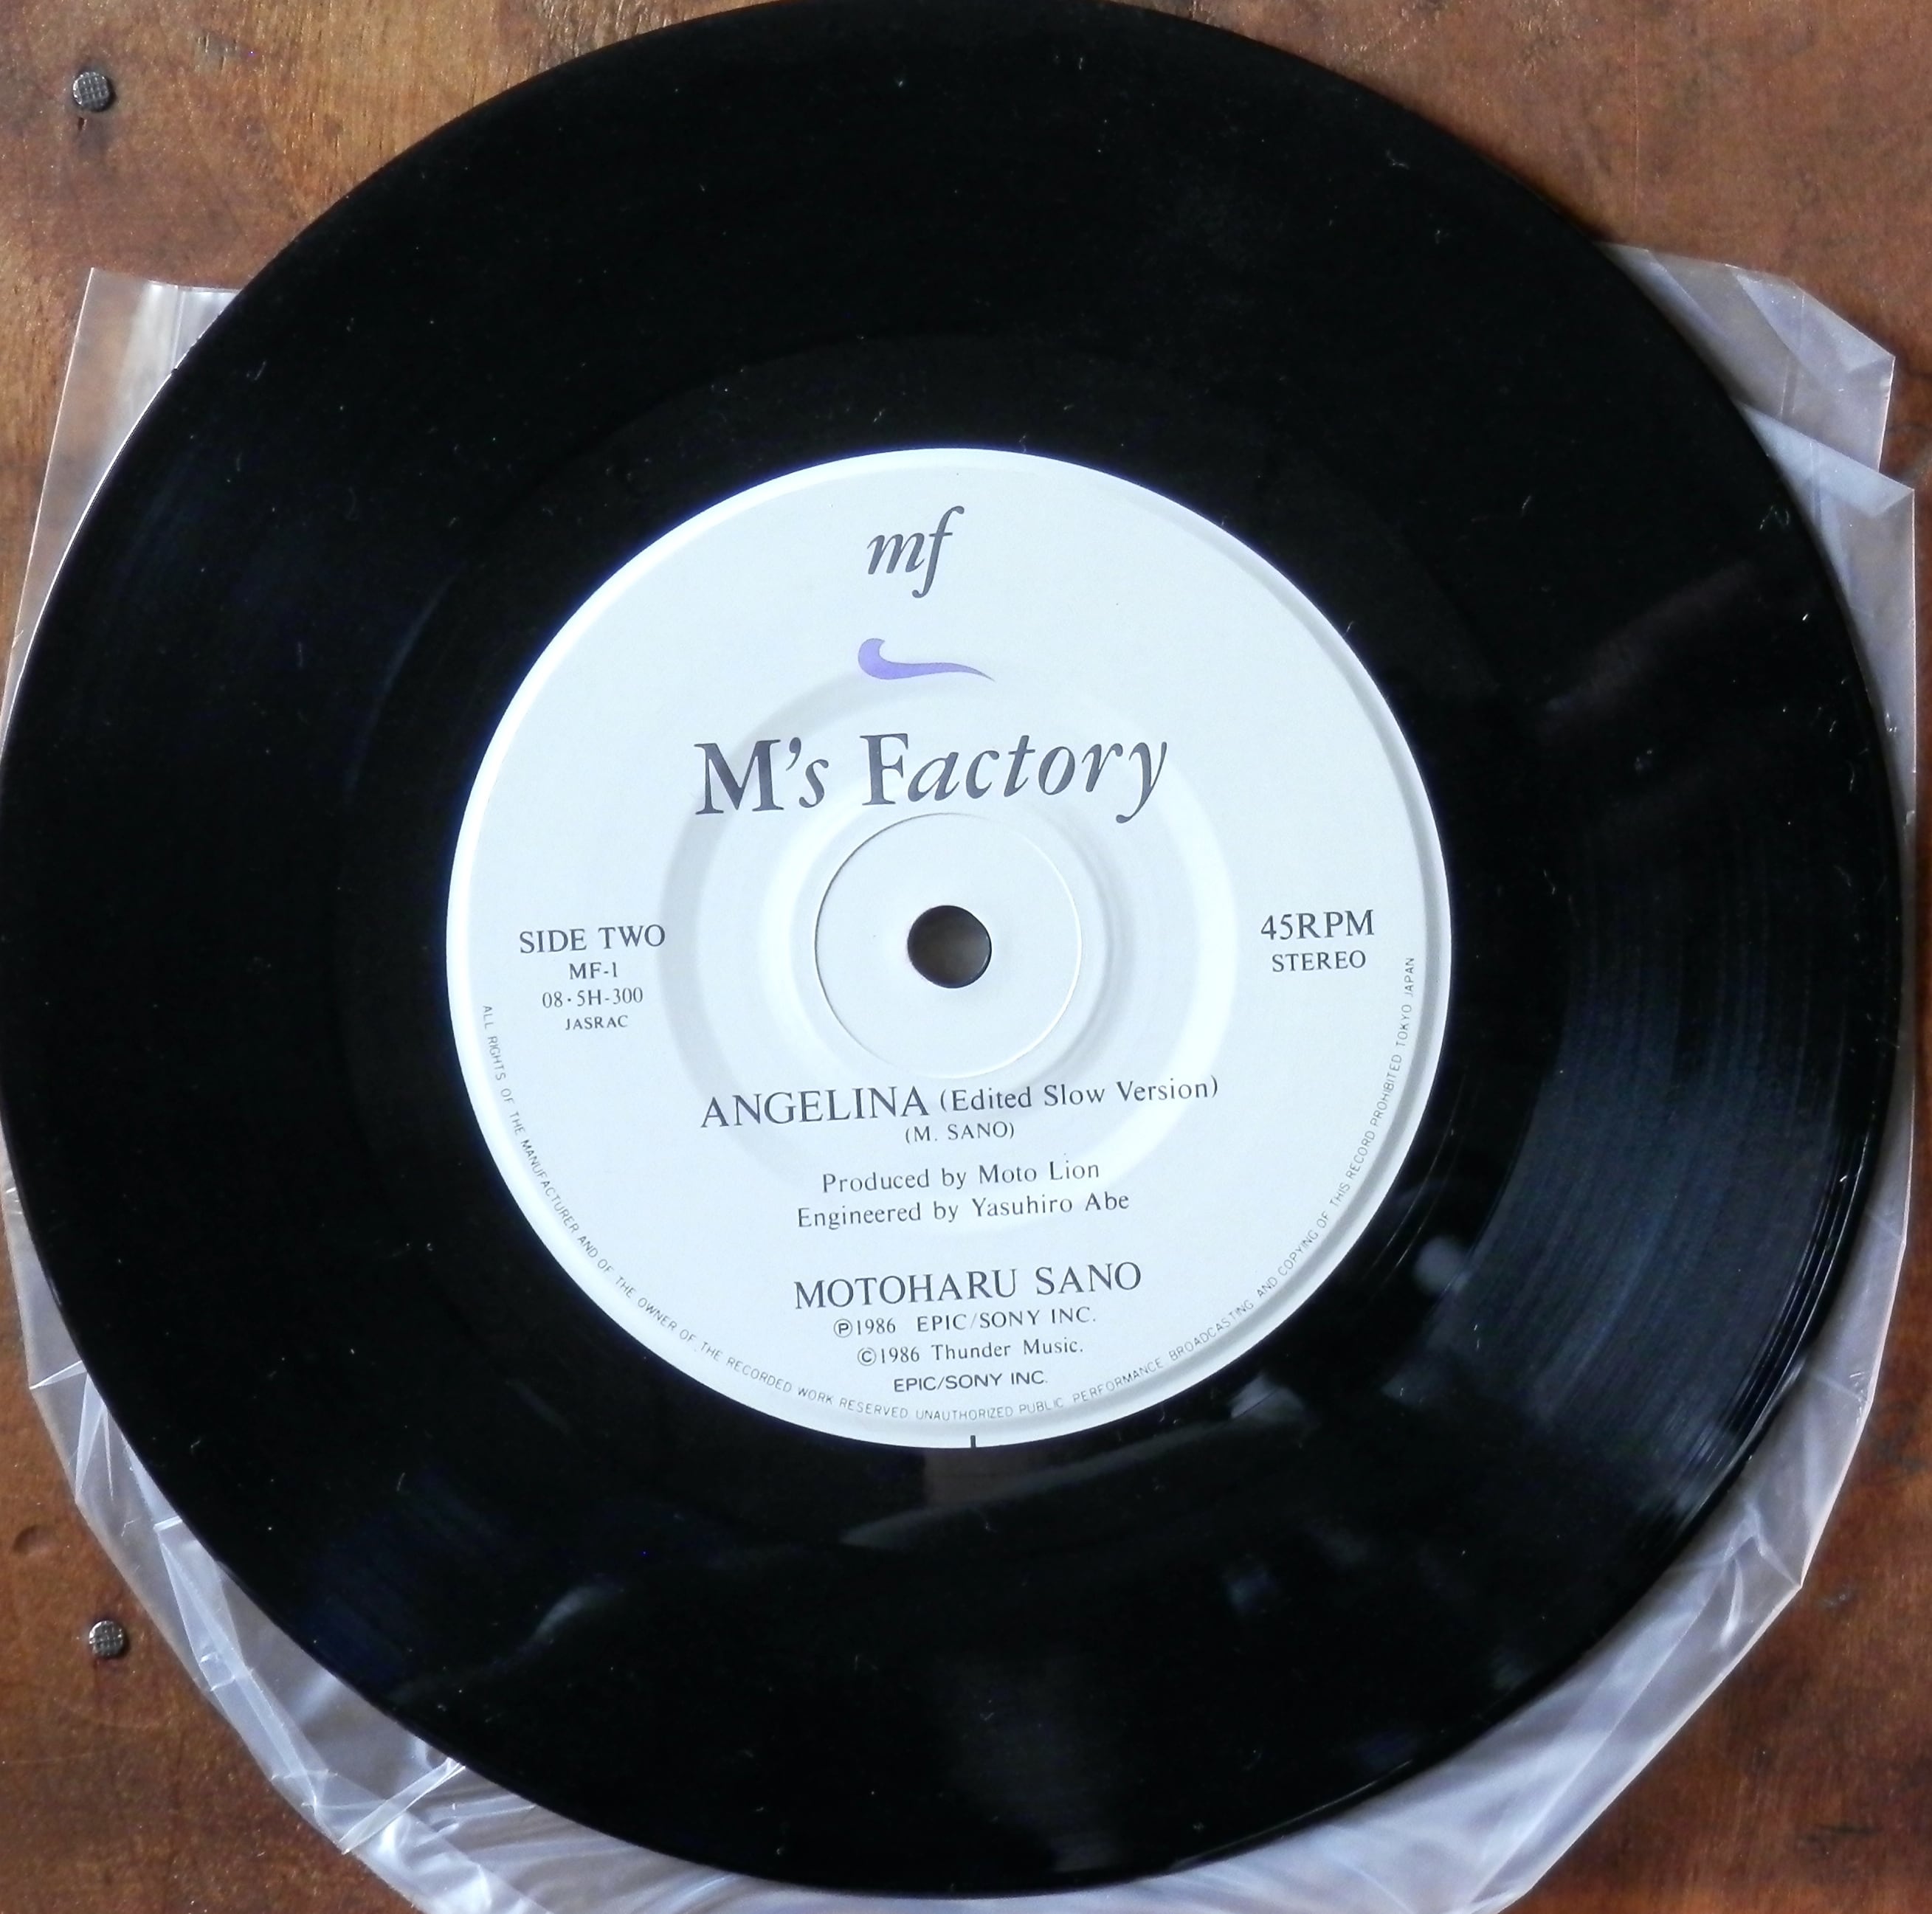 mf
M's Factory
SIDE TWO
MF-1
08・5H-300
JASRAC
45RPM
STEREO
ANGELINA (Edited Slow Version)
(M. SANO)
Produced by Moto Lion
Engineered by Yasuhiro Abe
MOTOHARU SANO
Ⓟ1986 EPIC/SONY INC.
©1986 Thunder Music.
EPIC/SONY INC.
ALL RIGHTS OF THE MANUFACTURER AND OF THE OWNER OF THE RECORDED WORK RESERVED UNAUTHORIZED PUBLIC PERFORMANCE BROADCASTING AND COPYING OF THIS RECORD PROHIBITED TOKYO JAPAN